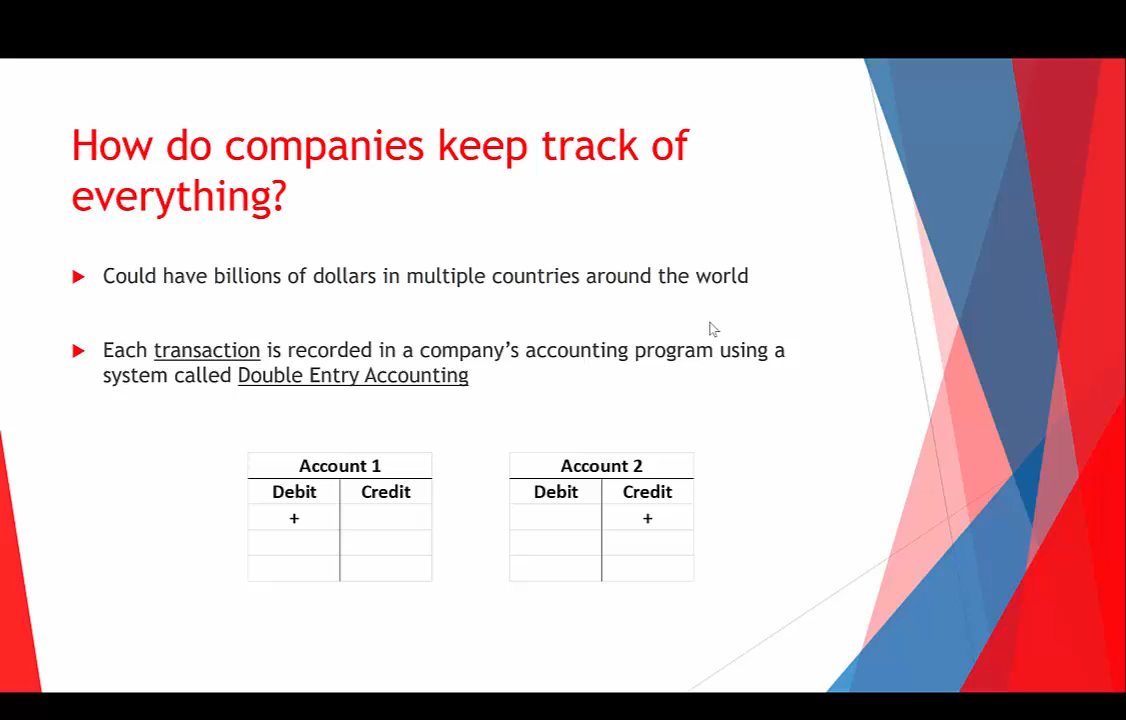 How do companies keep track of
everything?
Could have billions of dollars in multiple countries around the world
Each transaction is recorded in a company’s accounting program using a
system called Double Entry Accounting
Account 1
Debit Credit
+
Account 2
Debit Credit
+